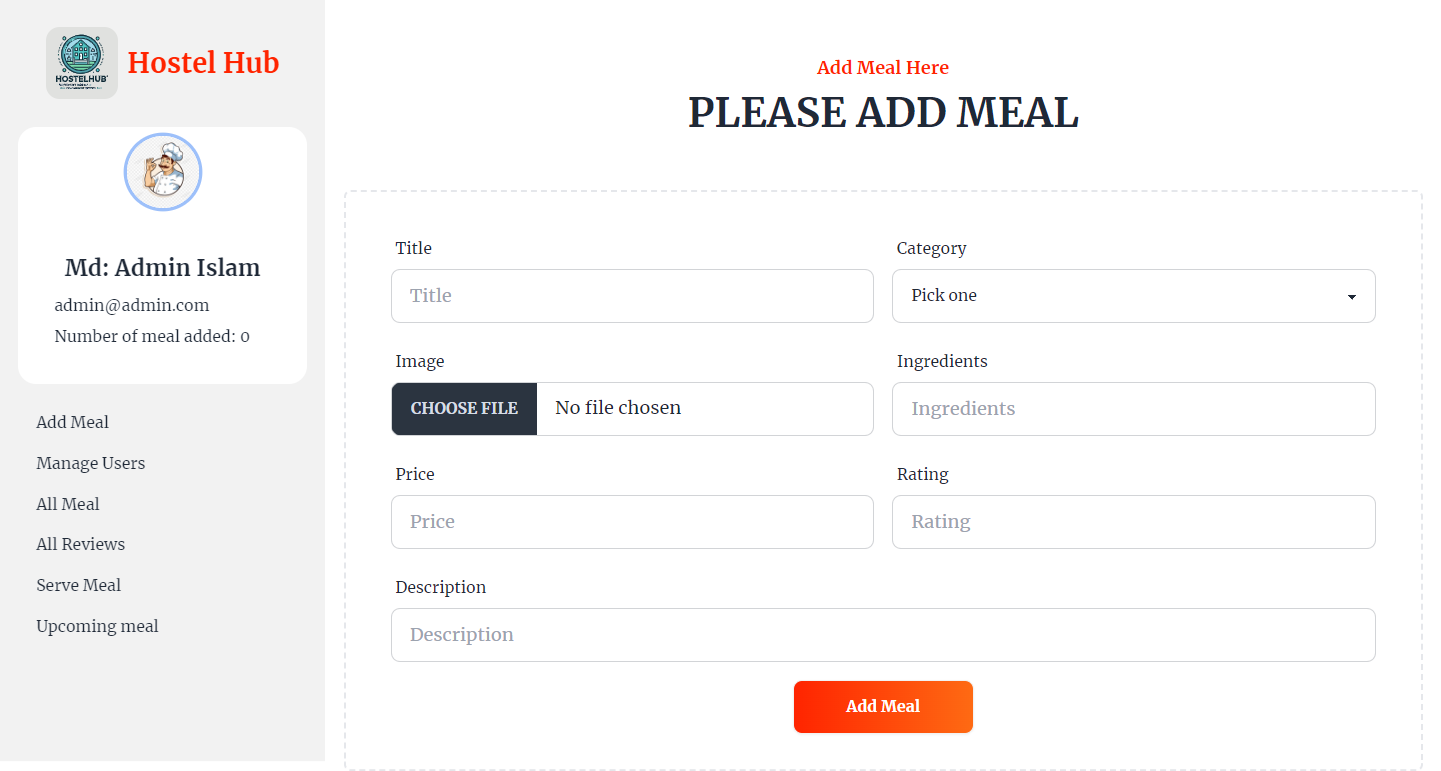 HOSTELHUB
Hostel Hub
Md: Admin Islam
admin@admin.com
Number of meal added: 0
Add Meal
Manage Users
All Meal
All Reviews
Serve Meal
Upcoming meal
Add Meal Here
PLEASE ADD MEAL
Title
Title
Category
Pick one
Image
CHOOSE FILE No file chosen
Ingredients
Ingredients
Price
Price
Rating
Rating
Description
Description
Add Meal